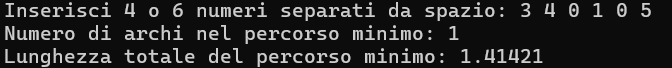 Inserisci 4 o 6 numeri separati da spazio: 3 4 0 1 0 5
Numero di archi nel percorso minimo: 1
Lunghezza totale del percorso minimo: 1.41421